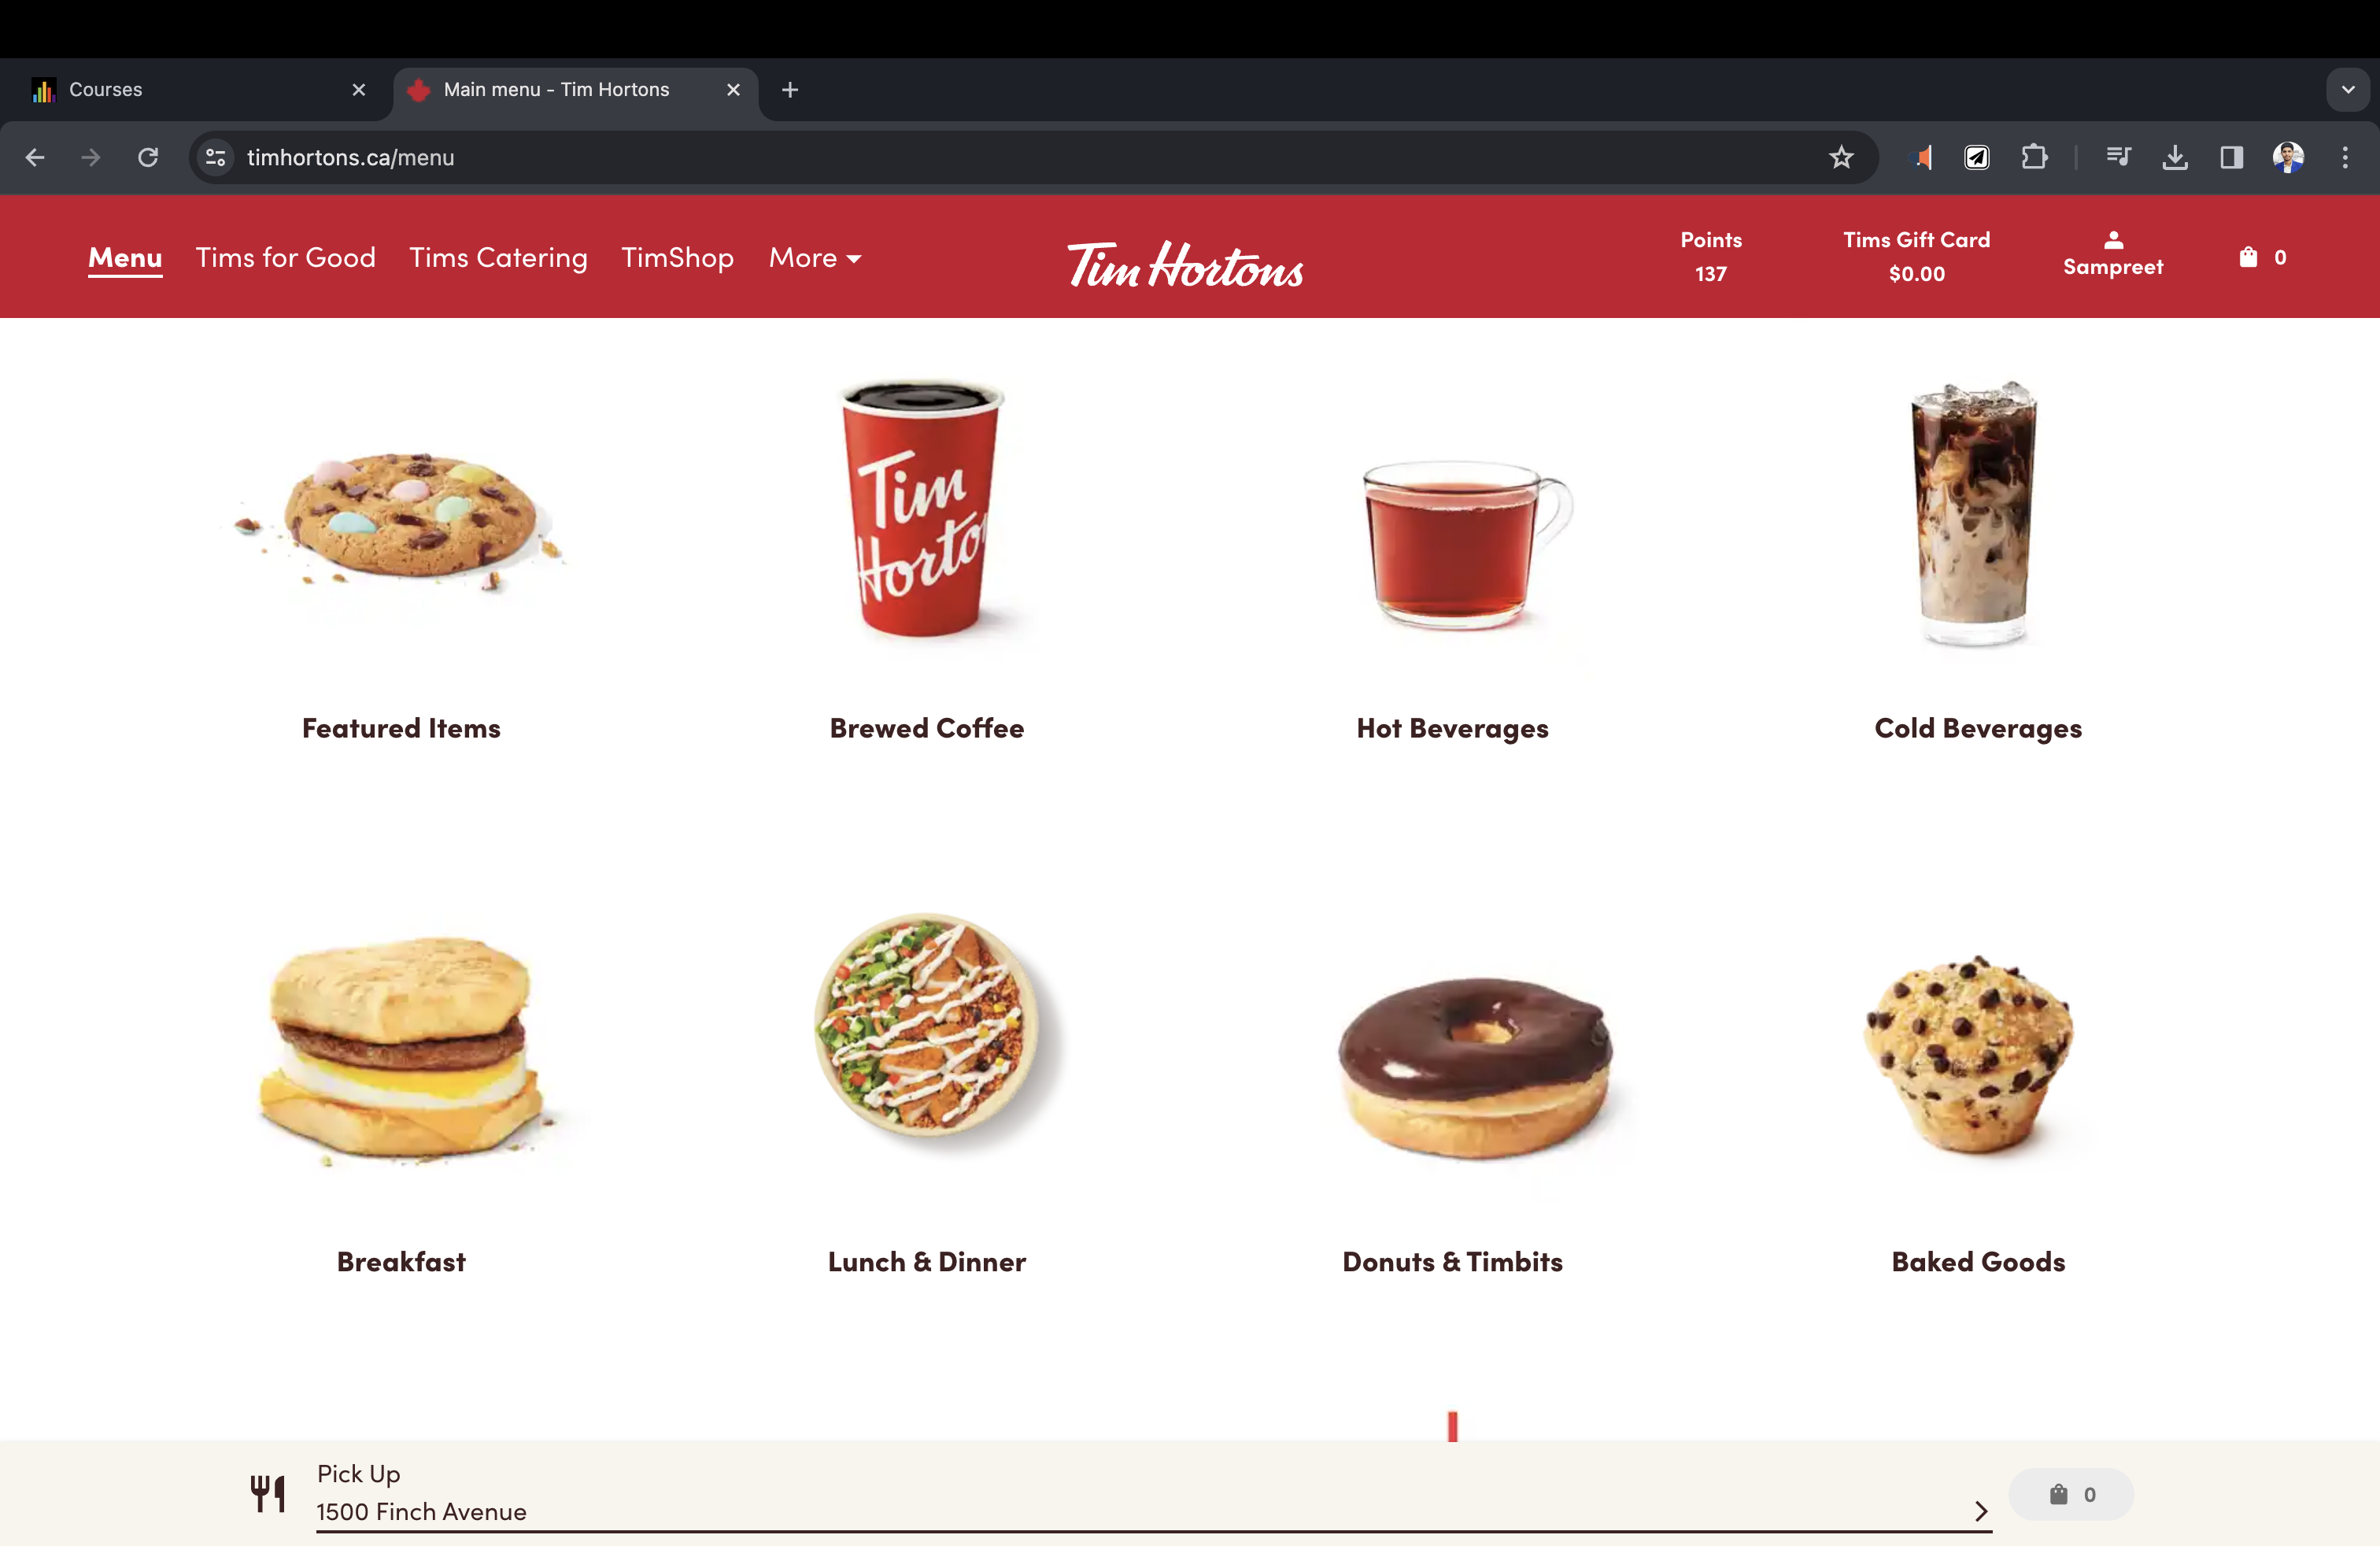 Courses
Main menu - Tim Hortons
timhortons.ca/menu
Menu
Tims for Good
Tims Catering
TimShop
More
Tim Hortons
Points
137
Tims Gift Card
$0.00
Sampreet
0
Tim
Horto
Featured Items
Brewed Coffee
Hot Beverages
Cold Beverages
Breakfast
Lunch & Dinner
Donuts & Timbits
Baked Goods
Pick Up
1500 Finch Avenue
0